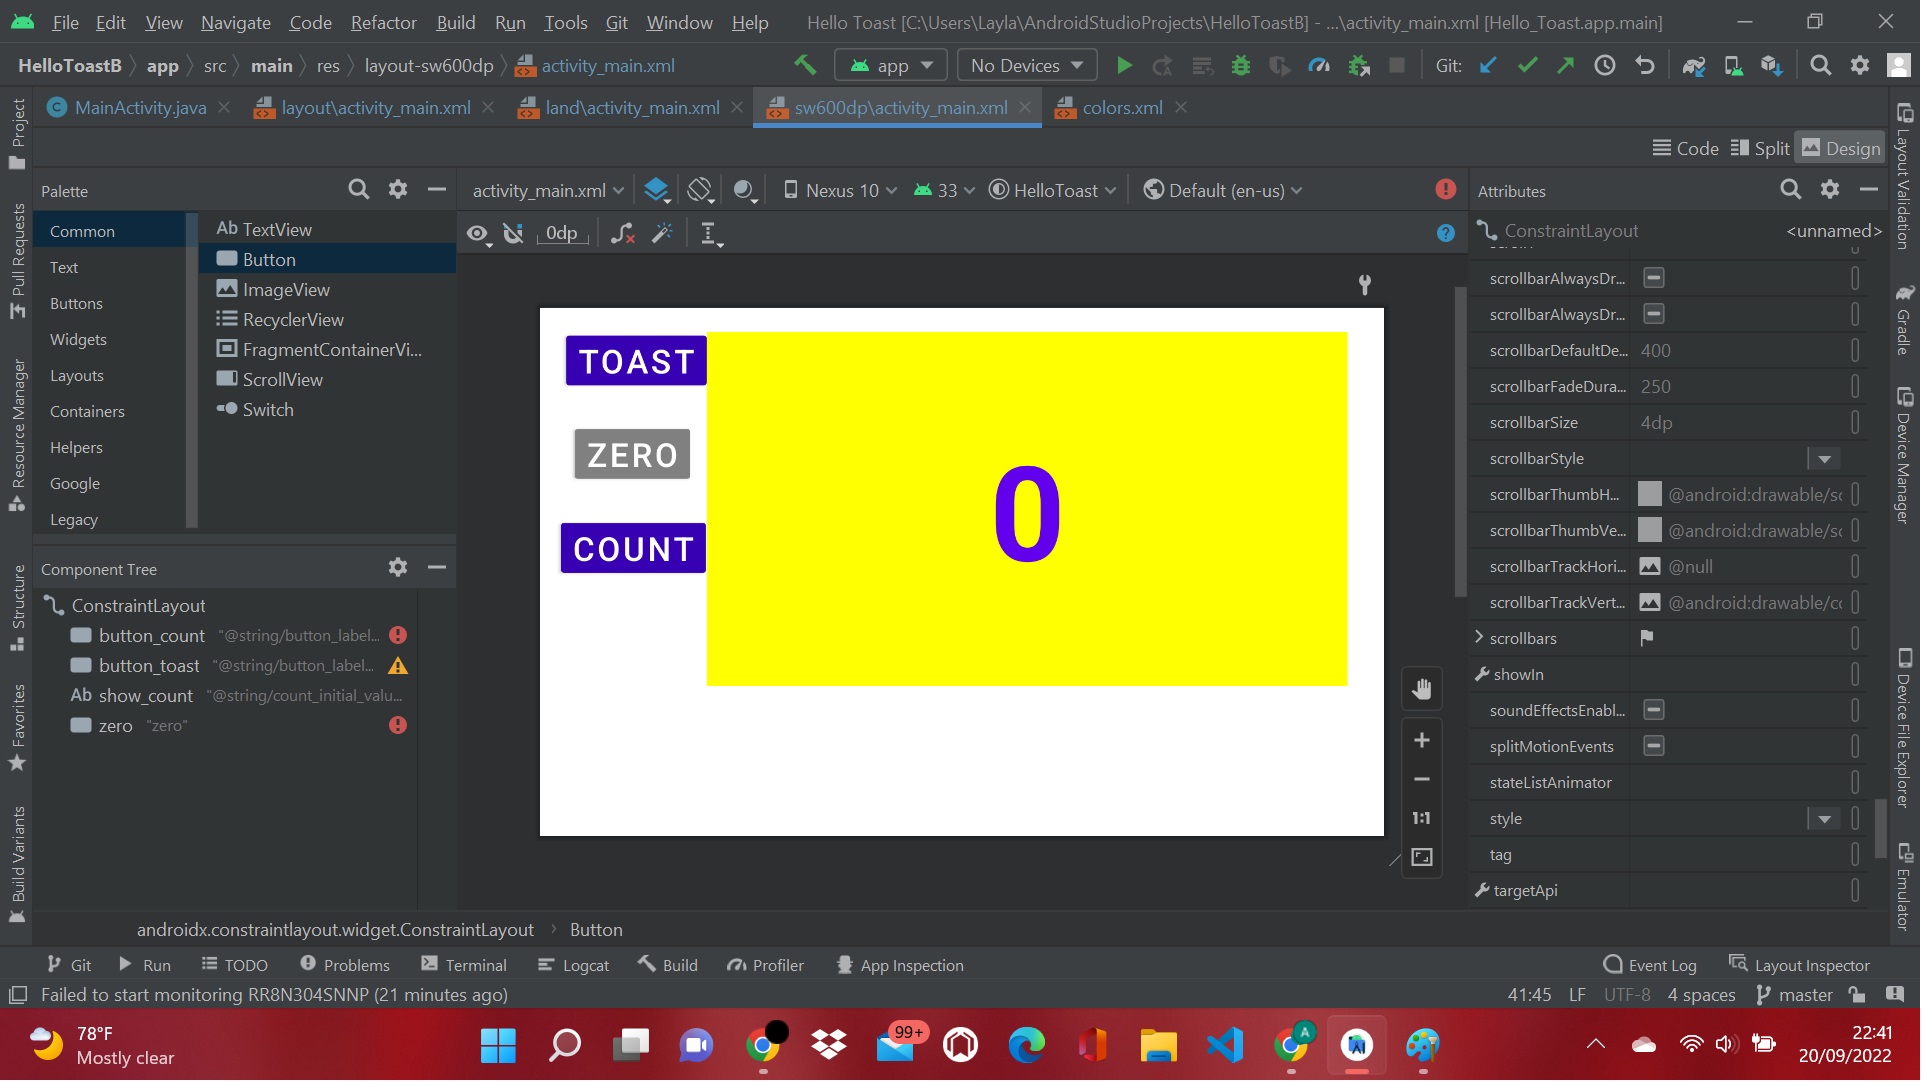 File Edit View Navigate Code Refactor Build Run Tools Git Window Help Hello Toast [C:\Users\Layla\AndroidStudioProjects\HelloToastB] - ...\activity_main.xml [Hello_Toast.app.main]
HelloToastB app src main res layout-sw600dp activity_main.xml app No Devices Git:
MainActivity.java layout\activity_main.xml land\activity_main.xml sw600dp\activity_main.xml colors.xml
Code Split Design
Palette
activity_main.xml Nexus 10 33 HelloToast Default (en-us)
Attributes
0dp
Common
Text
Buttons
Widgets
Layouts
Containers
Helpers
Google
Legacy
Ab TextView
Button
ImageView
RecyclerView
FragmentContainerVi...
ScrollView
Switch
Component Tree
ConstraintLayout
button_count "@string/button_label...
button_toast "@string/button_label...
Ab show_count "@string/count_initial_valu...
zero "zero"
TOAST
ZERO
COUNT
0
1:1
ConstraintLayout <unnamed>
scrollbarAlwaysDr...
scrollbarAlwaysDr...
scrollbarDefaultDe... 400
scrollbarFadeDura... 250
scrollbarSize 4dp
scrollbarStyle
scrollbarThumbH... @android:drawable/sc
scrollbarThumbVe... @android:drawable/sc
scrollbarTrackHori... @null
scrollbarTrackVert... @android:drawable/cc
scrollbars
showIn
soundEffectsEnabl...
splitMotionEvents
stateListAnimator
style
tag
targetApi
Project
Pull Requests
Resource Manager
Structure
Favorites
Build Variants
Layout Validation
Gradle
Device Manager
Device File Explorer
Emulator
androidx.constraintlayout.widget.ConstraintLayout Button
Git Run TODO Problems Terminal Logcat Build Profiler App Inspection Event Log Layout Inspector
Failed to start monitoring RR8N304SNNP (21 minutes ago) 41:45 LF UTF-8 4 spaces master
78°F
Mostly clear
99+
A
22:41
20/09/2022